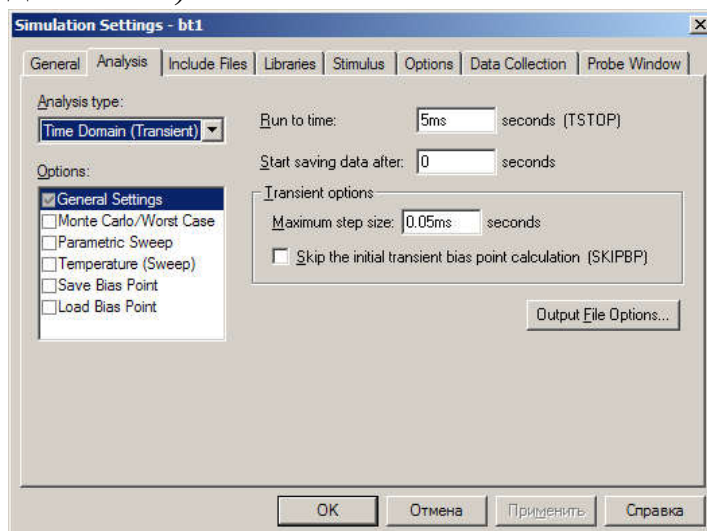 Simulation Settings - bt1
General Analysis Include Files Libraries Stimulus Options Data Collection Probe Window
Analysis type:
Time Domain (Transient)
Options:
General Settings
Monte Carlo/Worst Case
Parametric Sweep
Temperature (Sweep)
Save Bias Point
Load Bias Point
Run to time: 5ms seconds (TSTOP)
Start saving data after: 0 seconds
Transient options
Maximum step size: 0.05ms seconds
Skip the initial transient bias point calculation (SKIPBP)
Output File Options...
OK Отмена Применить Справка